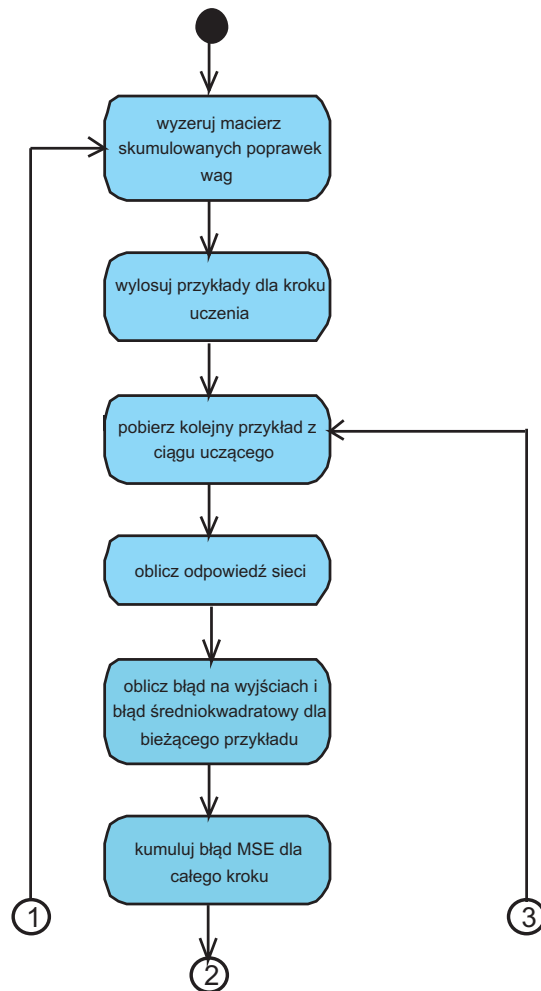 wyzeruj macierz
skumulowanych poprawek
wag
wylosuj przykłady dla kroku
uczenia
pobierz kolejny przykład z
ciągu uczącego
oblicz odpowiedź sieci
oblicz błąd na wyjściach i
błąd średniokwadratowy dla
bieżącego przykładu
kumuluj błąd MSE dla
całego kroku
1
3
2